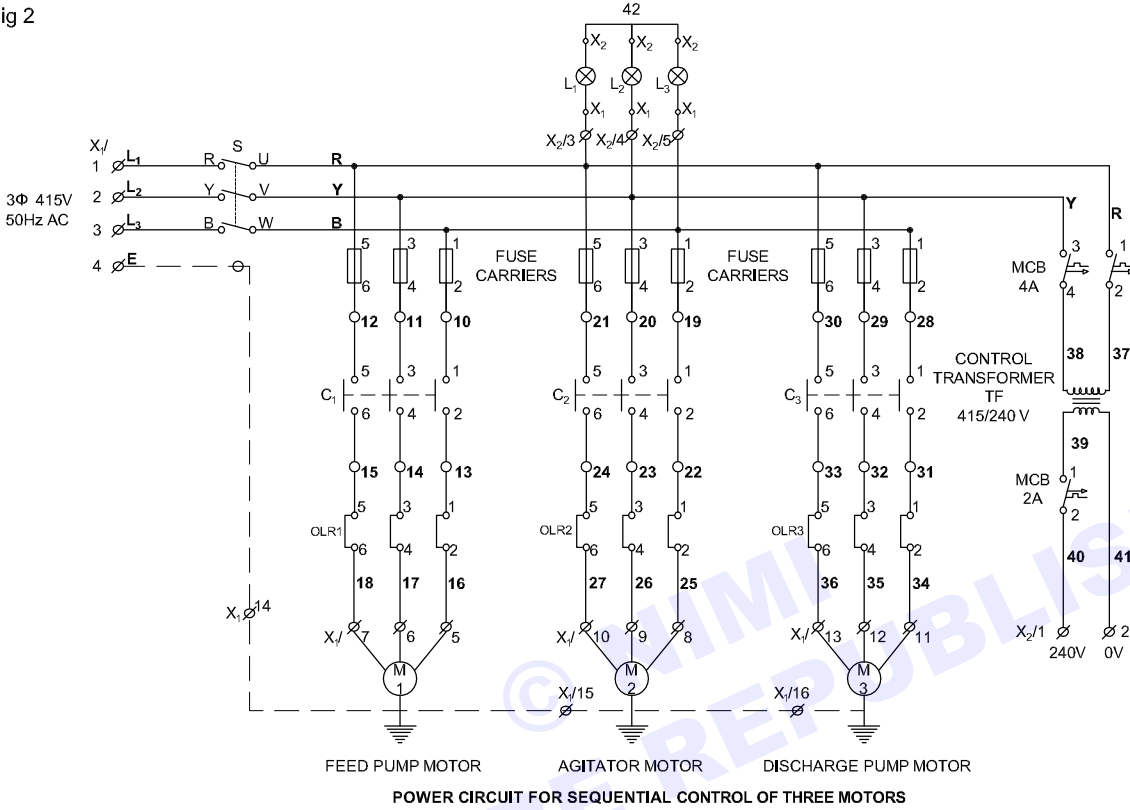 ig 2
42
X2 X2 X2
L1 L2 L3
X1 X1 X1
X2/3 X2/4 X2/5
X1/
S
1 L1 R U R
3Φ 415V
50Hz AC
2 L2 Y V Y
3 L3 B W B
4 E
Y R
5 3 1 5 3 1 5 3 1
FUSE
CARRIERS
FUSE
CARRIERS
6 4 2 6 4 2 6 4 2
MCB
4A
3 1
4 2
12 11 10 21 20 19 30 29 28
38 37
CONTROL
TRANSFORMER
TF
415/240 V
5 3 1 5 3 1 5 3 1
C1 C2 C3
6 4 2 6 4 2 6 4 2
39
15 14 13 24 23 22 33 32 31
MCB
2A
1
2
5 3 1 5 3 1 5 3 1
OLR1 OLR2 OLR3
6 4 2 6 4 2 6 4 2
40 41
18 17 16 27 26 25 36 35 34
X1 14
X1/ 7 6 5 X1/ 10 9 8 X1/ 13 12 11
X2/1 2
240V 0V
M
1
M
2
M
3
X1/15 X1/16
FEED PUMP MOTOR AGITATOR MOTOR DISCHARGE PUMP MOTOR
POWER CIRCUIT FOR SEQUENTIAL CONTROL OF THREE MOTORS
© NIMI
BE REPUBLIS